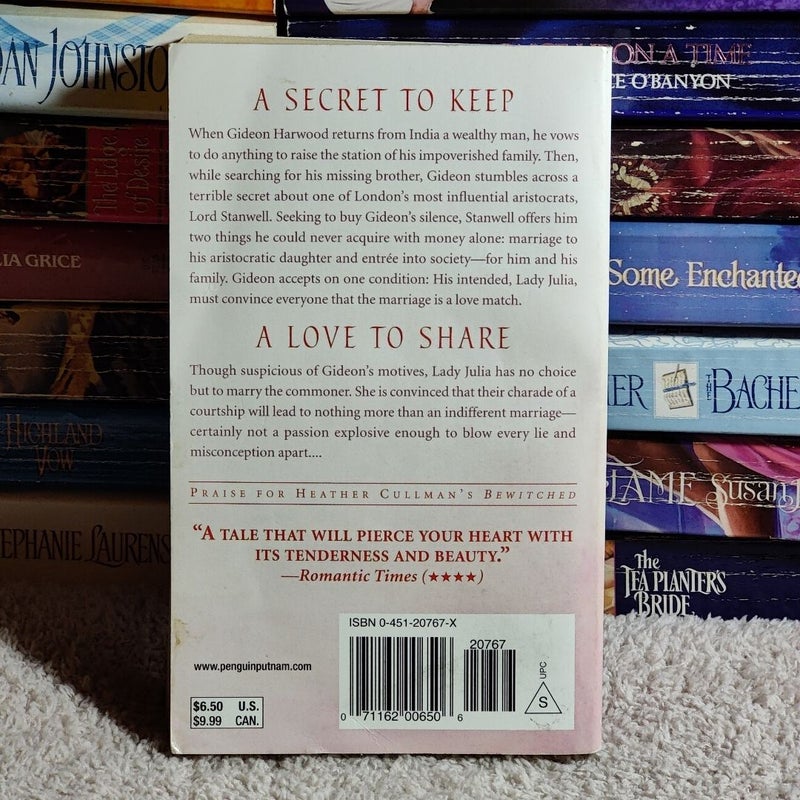 A SECRET TO KEEP
When Gideon Harwood returns from India a wealthy man, he vows
to do anything to raise the station of his impoverished family. Then,
while searching for his missing brother, Gideon stumbles across a
terrible secret about one of London's most influential aristocrats,
Lord Stanwell. Seeking to buy Gideon's silence, Stanwell offers him
two things he could never acquire with money alone: marriage to
his aristocratic daughter and entrée into society—for him and his
family. Gideon accepts on one condition: His intended, Lady Julia,
must convince everyone that the marriage is a love match.
A LOVE TO SHARE
Though suspicious of Gideon's motives, Lady Julia has no choice
but to marry the commoner. She is convinced that their charade of a
courtship will lead to nothing more than an indifferent marriage—
certainly not a passion explosive enough to blow every lie and
misconception apart....
PRAISE FOR HEATHER CULLMAN'S BEWITCHED
"A TALE THAT WILL PIERCE YOUR HEART WITH
ITS TENDERNESS AND BEAUTY."
—Romantic Times (★★★★)
ISBN 0-451-20767-X
20767
UPC
S
www.penguinputnam.com
$6.50 U.S.
$9.99 CAN.
0 71162 00650 6
AN JOHNSTO
of Desire
LIA GRICE
HIGHLAND
VOW
EPHANIE LAURENS
ON A TIME
CE O'BANYON
Some Enchante
ER
THE
BACHE
LAME Susan
The
TEA PLANTER'S
BRIDE